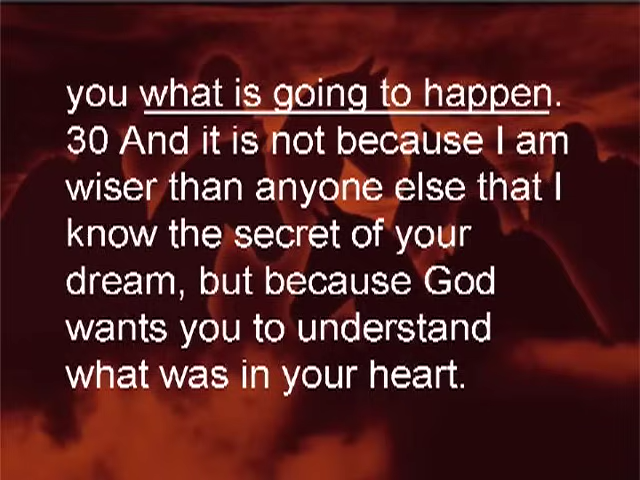 you what is going to happen.
30 And it is not because I am
wiser than anyone else that I
know the secret of your
dream, but because God
wants you to understand
what was in your heart.